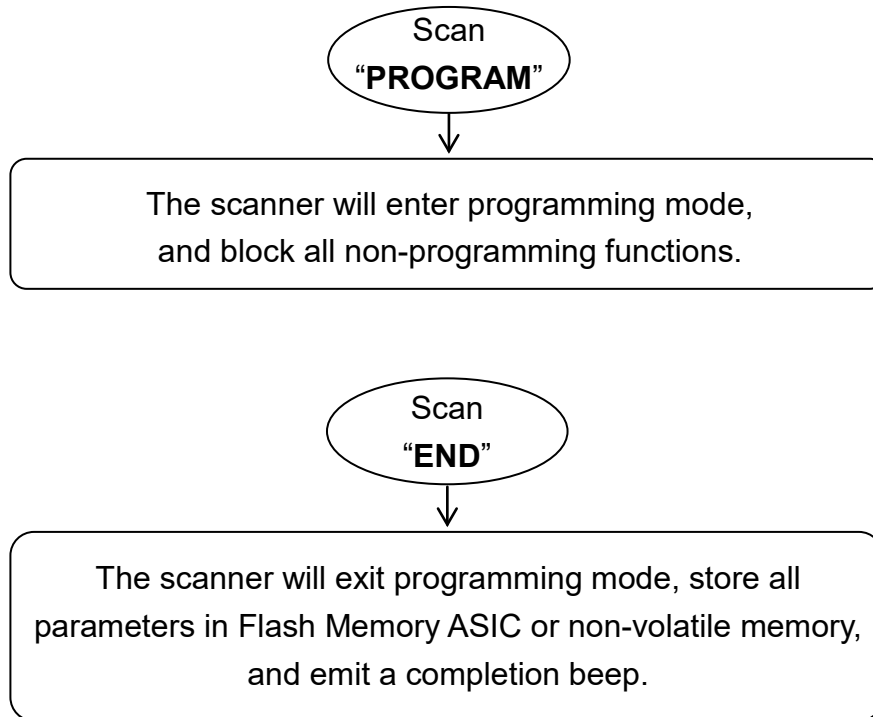 Scan
“PROGRAM”
The scanner will enter programming mode,
and block all non-programming functions.
Scan
“END”
The scanner will exit programming mode, store all
parameters in Flash Memory ASIC or non-volatile memory,
and emit a completion beep.